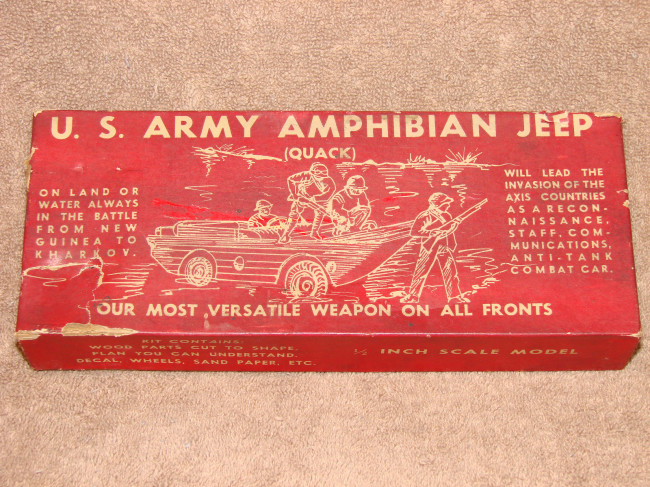 U. S. ARMY AMPHIBIAN JEEP
(QUACK)
ON LAND OR
WATER ALWAYS
IN THE BATTLE
FROM NEW
GUINEA TO
KHARKOV.
WILL LEAD THE
INVASION OF THE
AXIS COUNTRIES
AS A RECON-
NAISSANCE,
STAFF, COM-
MUNICATIONS,
ANTI-TANK
COMBAT CAR.
OUR MOST VERSATILE WEAPON ON ALL FRONTS
KIT CONTAINS:
WOOD PARTS CUT TO SHAPE.
PLAN YOU CAN UNDERSTAND.
DECAL, WHEELS, SAND PAPER, ETC.
½ INCH SCALE MODEL